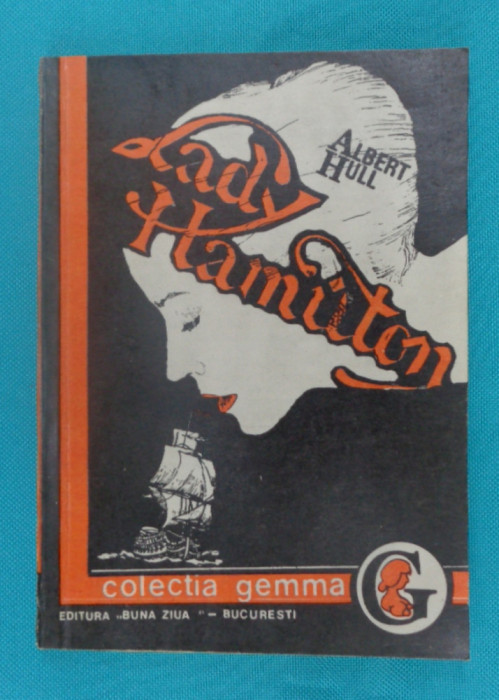 Lady
Hamilton
ALBERT
HULL
colectia gemma
G
EDITURA „BUNA ZIUA“ – BUCURESTI